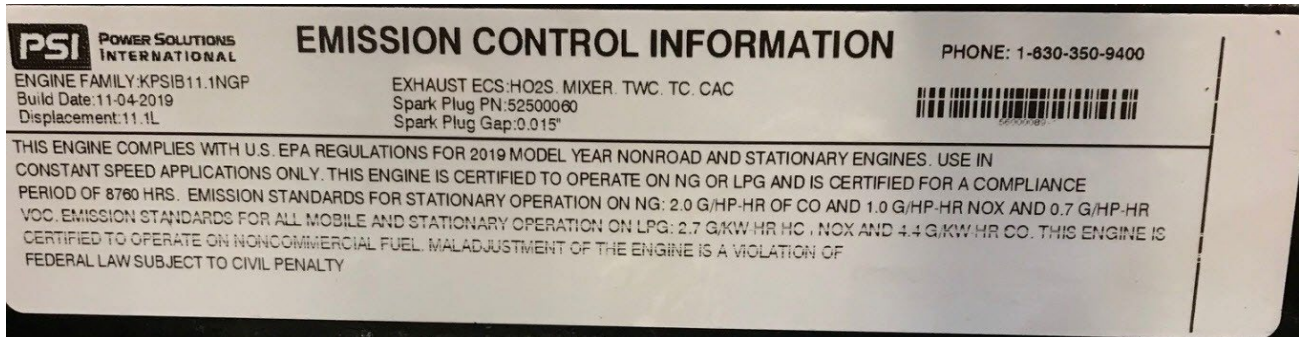 PSI POWER SOLUTIONS INTERNATIONAL
EMISSION CONTROL INFORMATION
PHONE: 1-630-350-9400
ENGINE FAMILY:KPSIB11.1NGP
Build Date:11-04-2019
Displacement:11.1L
EXHAUST ECS:HO2S. MIXER. TWC. TC. CAC
Spark Plug PN:52500060
Spark Plug Gap:0.015"
THIS ENGINE COMPLIES WITH U.S. EPA REGULATIONS FOR 2019 MODEL YEAR NONROAD AND STATIONARY ENGINES. USE IN
CONSTANT SPEED APPLICATIONS ONLY. THIS ENGINE IS CERTIFIED TO OPERATE ON NG OR LPG AND IS CERTIFIED FOR A COMPLIANCE
PERIOD OF 8760 HRS. EMISSION STANDARDS FOR STATIONARY OPERATION ON NG: 2.0 G/HP-HR OF CO AND 1.0 G/HP-HR NOX AND 0.7 G/HP-HR
VOC. EMISSION STANDARDS FOR ALL MOBILE AND STATIONARY OPERATION ON LPG: 2.7 G/KW-HR HC , NOX AND 4.4 G/KW-HR CO. THIS ENGINE IS
CERTIFIED TO OPERATE ON NONCOMMERCIAL FUEL. MALADJUSTMENT OF THE ENGINE IS A VIOLATION OF
FEDERAL LAW SUBJECT TO CIVIL PENALTY